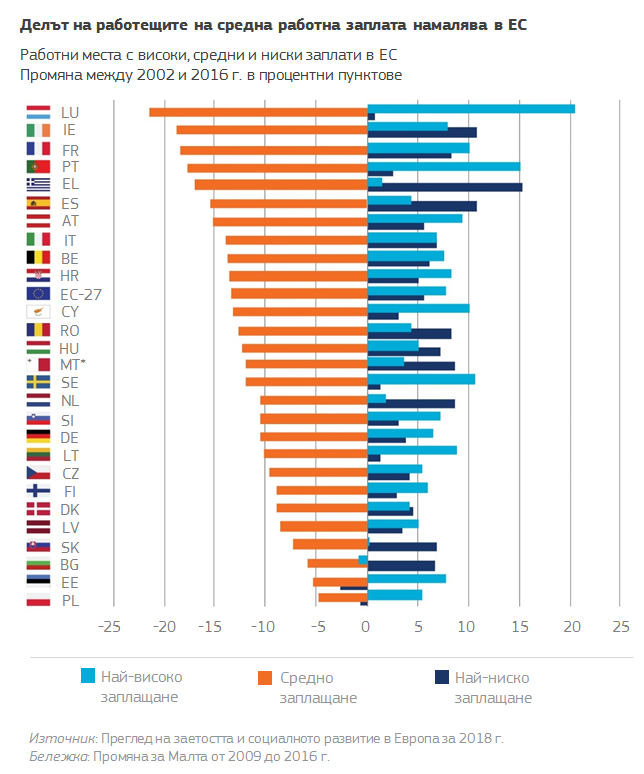 Делът на работещите на средна работна заплата намалява в ЕС
Работни места с високи, средни и ниски заплати в ЕС
Промяна между 2002 и 2016 г. в процентни пунктове
LU
IE
FR
PT
EL
ES
AT
IT
BE
HR
ЕС-27
CY
RO
HU
MT*
SE
NL
SI
DE
LT
CZ
FI
DK
LV
SK
BG
EE
PL
-25 -20 -15 -10 -5 0 5 10 15 20 25
Най-високо заплащане
Средно заплащане
Най-ниско заплащане
Източник: Преглед на заетостта и социалното развитие в Европа за 2018 г.
Бележка: Промяна за Малта от 2009 до 2016 г.